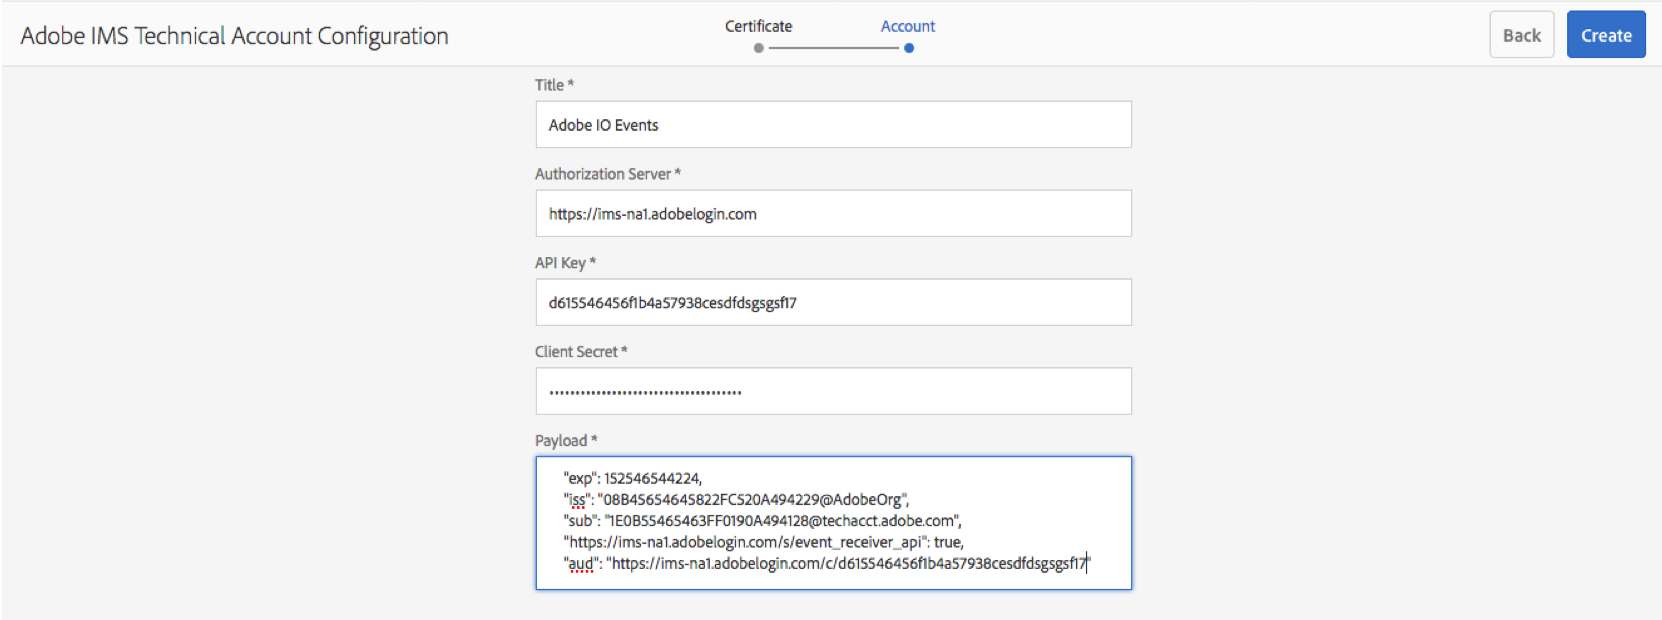 Adobe IMS Technical Account Configuration
Certificate
Account
Back
Create
Title *
Adobe IO Events
Authorization Server *
https://ims-na1.adobelogin.com
API Key *
d615546456f1b4a57938cesdfdsgsgsf17
Client Secret *
•••••••••••••••••••••••••••••••••••••
Payload *
"exp": 152546544224,
"iss": "08B45654645822FC520A494229@AdobeOrg",
"sub": "1E0B55465463FF0190A494128@techacct.adobe.com",
"https://ims-na1.adobelogin.com/s/event_receiver_api": true,
"aud": "https://ims-na1.adobelogin.com/c/d615546456f1b4a57938cesdfdsgsgsf17"